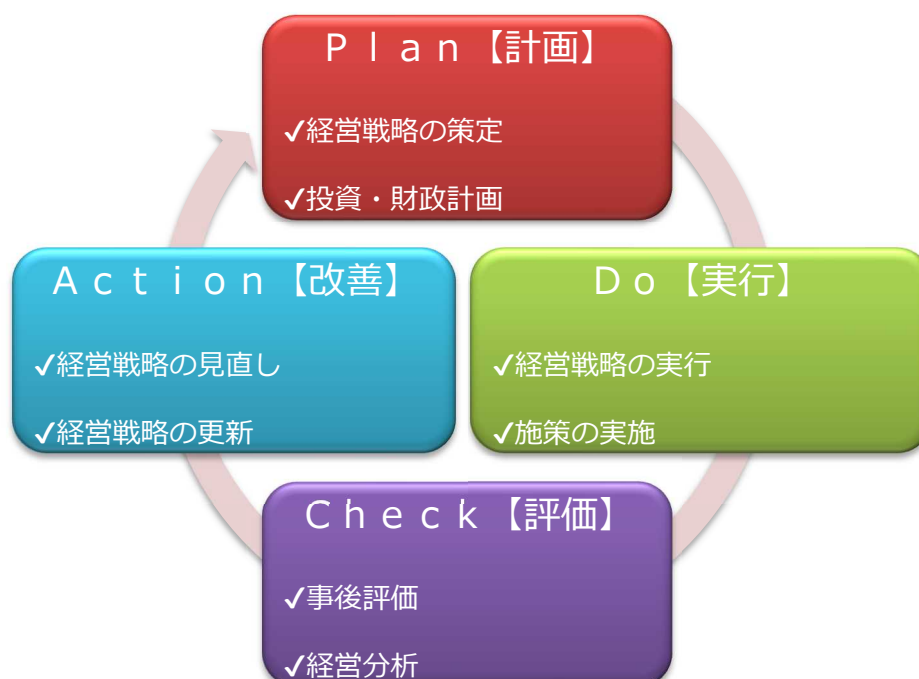 Ｐｌａｎ【計画】
✓経営戦略の策定
✓投資・財政計画
Ａｃｔｉｏｎ【改善】
✓経営戦略の見直し
✓経営戦略の更新
Ｄｏ【実行】
✓経営戦略の実行
✓施策の実施
Ｃｈｅｃｋ【評価】
✓事後評価
✓経営分析